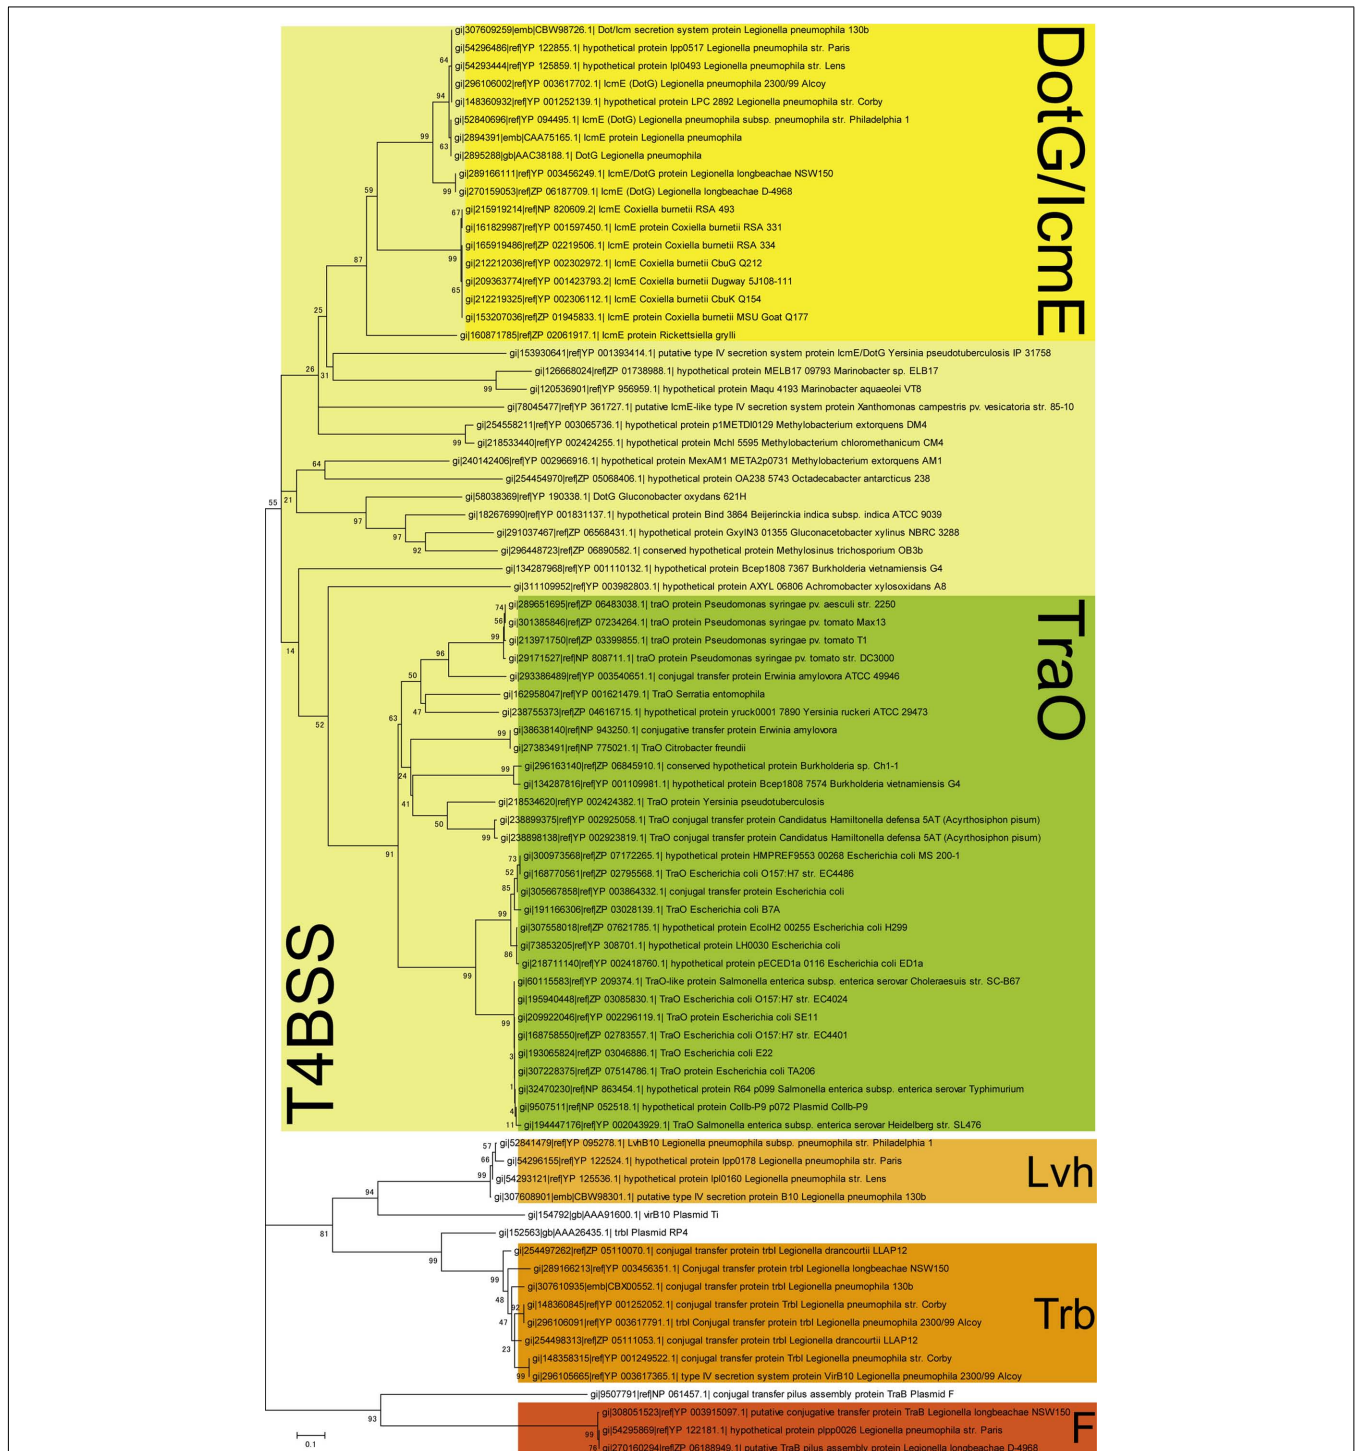 gi|307609259|emb|CBW98726.1| Dot/Icm secretion system protein Legionella pneumophila 130b
gi|54296486|ref|YP 122855.1| hypothetical protein lpp0517 Legionella pneumophila str. Paris
gi|54293444|ref|YP 125859.1| hypothetical protein lpl0493 Legionella pneumophila str. Lens
gi|296106002|ref|YP 003617702.1| IcmE (DotG) Legionella pneumophila 2300/99 Alcoy
gi|148360932|ref|YP 001252139.1| hypothetical protein LPC 2892 Legionella pneumophila str. Corby
gi|52840696|ref|YP 094495.1| IcmE (DotG) Legionella pneumophila subsp. pneumophila str. Philadelphia 1
gi|2894391|emb|CAA75165.1| IcmE protein Legionella pneumophila
gi|2895288|gb|AAC38188.1| DotG Legionella pneumophila
gi|289166111|ref|YP 003456249.1| IcmE/DotG protein Legionella longbeachae NSW150
gi|270159053|ref|ZP 06187709.1| IcmE (DotG) Legionella longbeachae D-4968
gi|215919214|ref|NP 820609.2| IcmE Coxiella burnetii RSA 493
gi|161829987|ref|YP 001597450.1| IcmE protein Coxiella burnetii RSA 331
gi|165919486|ref|ZP 02219506.1| IcmE protein Coxiella burnetii RSA 334
gi|212212036|ref|YP 002302972.1| IcmE Coxiella burnetii CbuG Q212
gi|209363774|ref|YP 001423793.2| IcmE Coxiella burnetii Dugway 5J108-111
gi|212219325|ref|YP 002306112.1| IcmE Coxiella burnetii CbuK Q154
gi|153207036|ref|ZP 01945833.1| IcmE protein Coxiella burnetii MSU Goat Q177
gi|160871785|ref|ZP 02061917.1| IcmE protein Rickettsiella grylli
DotG/IcmE
gi|153930641|ref|YP 001393414.1| putative type IV secretion system protein IcmE/DotG Yersinia pseudotuberculosis IP 31758
gi|126668024|ref|ZP 01738988.1| hypothetical protein MELB17 09793 Marinobacter sp. ELB17
gi|120536901|ref|YP 956959.1| hypothetical protein Maqu 4193 Marinobacter aquaeolei VT8
gi|78045477|ref|YP 361727.1| putative IcmE-like type IV secretion system protein Xanthomonas campestris pv. vesicatoria str. 85-10
gi|254558211|ref|YP 003065736.1| hypothetical protein p1METDI0129 Methylobacterium extorquens DM4
gi|218533440|ref|YP 002424255.1| hypothetical protein Mchl 5595 Methylobacterium chloromethanicum CM4
gi|240142406|ref|YP 002966916.1| hypothetical protein MexAM1 META2p0731 Methylobacterium extorquens AM1
gi|254454970|ref|ZP 05068406.1| hypothetical protein OA238 5743 Octadecabacter antarcticus 238
gi|58038369|ref|YP 190338.1| DotG Gluconobacter oxydans 621H
gi|182676990|ref|YP 001831137.1| hypothetical protein Bind 3864 Beijerinckia indica subsp. indica ATCC 9039
gi|291037467|ref|ZP 06568431.1| hypothetical protein GxylN3 01355 Gluconacetobacter xylinus NBRC 3288
gi|296448723|ref|ZP 06890582.1| conserved hypothetical protein Methylosinus trichosporium OB3b
gi|134287968|ref|YP 001110132.1| hypothetical protein Bcep1808 7367 Burkholderia vietnamiensis G4
gi|311109952|ref|YP 003982803.1| hypothetical protein AXYL 06806 Achromobacter xylosoxidans A8
gi|289651695|ref|ZP 06483038.1| traO protein Pseudomonas syringae pv. aesculi str. 2250
gi|301385846|ref|ZP 07234264.1| traO protein Pseudomonas syringae pv. tomato Max13
gi|213971750|ref|ZP 03399855.1| traO protein Pseudomonas syringae pv. tomato T1
gi|29171527|ref|NP 808711.1| traO protein Pseudomonas syringae pv. tomato str. DC3000
gi|293386489|ref|YP 003540651.1| conjugal transfer protein Erwinia amylovora ATCC 49946
gi|162958047|ref|YP 001621479.1| TraO Serratia entomophila
gi|238755373|ref|ZP 04616715.1| hypothetical protein yruck0001 7890 Yersinia ruckeri ATCC 29473
gi|38638140|ref|NP 943250.1| conjugative transfer protein Erwinia amylovora
gi|27383491|ref|NP 775021.1| TraO Citrobacter freundii
gi|296163140|ref|ZP 06845910.1| conserved hypothetical protein Burkholderia sp. Ch1-1
gi|134287816|ref|YP 001109981.1| hypothetical protein Bcep1808 7574 Burkholderia vietnamiensis G4
gi|218534620|ref|YP 002424382.1| TraO protein Yersinia pseudotuberculosis
gi|238899375|ref|YP 002925058.1| TraO conjugal transfer protein Candidatus Hamiltonella defensa 5AT (Acyrthosiphon pisum)
gi|238898138|ref|YP 002923819.1| TraO conjugal transfer protein Candidatus Hamiltonella defensa 5AT (Acyrthosiphon pisum)
gi|300973568|ref|ZP 07172265.1| hypothetical protein HMPREF9553 00268 Escherichia coli MS 200-1
gi|168770561|ref|ZP 02795568.1| TraO Escherichia coli O157:H7 str. EC4486
gi|305667858|ref|YP 003864332.1| conjugal transfer protein Escherichia coli
gi|191166306|ref|ZP 03028139.1| TraO Escherichia coli B7A
gi|307558018|ref|ZP 07621785.1| hypothetical protein EcolH2 00255 Escherichia coli H299
gi|73853205|ref|YP 308701.1| hypothetical protein LH0030 Escherichia coli
gi|218711140|ref|YP 002418760.1| hypothetical protein pECED1a 0116 Escherichia coli ED1a
gi|60115583|ref|YP 209374.1| TraO-like protein Salmonella enterica subsp. enterica serovar Choleraesuis str. SC-B67
gi|195940448|ref|ZP 03085830.1| TraO Escherichia coli O157:H7 str. EC4024
gi|209922046|ref|YP 002296119.1| TraO protein Escherichia coli SE11
gi|168758550|ref|ZP 02783557.1| TraO Escherichia coli O157:H7 str. EC4401
gi|193065824|ref|ZP 03046886.1| TraO Escherichia coli E22
gi|307228375|ref|ZP 07514786.1| TraO protein Escherichia coli TA206
gi|32470230|ref|NP 863454.1| hypothetical protein R64 p099 Salmonella enterica subsp. enterica serovar Typhimurium
gi|9507511|ref|NP 052518.1| hypothetical protein ColIb-P9 p072 Plasmid ColIb-P9
gi|194447176|ref|YP 002043929.1| TraO Salmonella enterica subsp. enterica serovar Heidelberg str. SL476
TraO
T4BSS
gi|52841479|ref|YP 095278.1| LvhB10 Legionella pneumophila subsp. pneumophila str. Philadelphia 1
gi|54296155|ref|YP 122524.1| hypothetical protein lpp0178 Legionella pneumophila str. Paris
gi|54293121|ref|YP 125536.1| hypothetical protein lpl0160 Legionella pneumophila str. Lens
gi|307608901|emb|CBW98301.1| putative type IV secretion protein B10 Legionella pneumophila 130b
Lvh
gi|154792|gb|AAA91600.1| virB10 Plasmid Ti
gi|152563|gb|AAA26435.1| trbI Plasmid RP4
gi|254497262|ref|ZP 05110070.1| conjugal transfer protein trbI Legionella drancourtii LLAP12
gi|289166213|ref|YP 003456351.1| Conjugal transfer protein trbI Legionella longbeachae NSW150
gi|307610935|emb|CBX00552.1| conjugal transfer protein trbI Legionella pneumophila 130b
gi|148360845|ref|YP 001252052.1| conjugal transfer protein TrbI Legionella pneumophila str. Corby
gi|296106091|ref|YP 003617791.1| trbI Conjugal transfer protein trbI Legionella pneumophila 2300/99 Alcoy
gi|254498313|ref|ZP 05111053.1| conjugal transfer protein trbI Legionella drancourtii LLAP12
gi|148358315|ref|YP 001249522.1| conjugal transfer protein TrbI Legionella pneumophila str. Corby
gi|296105665|ref|YP 003617365.1| type IV secretion system protein VirB10 Legionella pneumophila 2300/99 Alcoy
Trb
gi|9507791|ref|NP 061457.1| conjugal transfer pilus assembly protein TraB Plasmid F
gi|308051523|ref|YP 003915097.1| putative conjugative transfer protein TraB Legionella longbeachae NSW150
gi|54295869|ref|YP 122181.1| hypothetical protein plpp0026 Legionella pneumophila str. Paris
gi|270160294|ref|ZP 06188949.1| putative TraB pilus assembly protein Legionella longbeachae D-4968
F
0.1